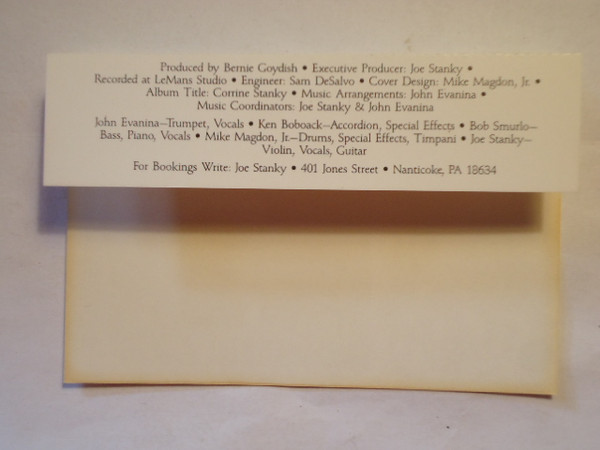 Produced by Bernie Goydish • Executive Producer: Joe Stanky •
Recorded at LeMans Studio • Engineer: Sam DeSalvo • Cover Design: Mike Magdon, Jr. •
Album Title: Corrine Stanky • Music Arrangements: John Evanina •
Music Coordinators: Joe Stanky & John Evanina
John Evanina—Trumpet, Vocals • Ken Boboack—Accordion, Special Effects • Bob Smurlo—
Bass, Piano, Vocals • Mike Magdon, Jr.—Drums, Special Effects, Timpani • Joe Stanky—
Violin, Vocals, Guitar
For Bookings Write: Joe Stanky • 401 Jones Street • Nanticoke, PA 18634